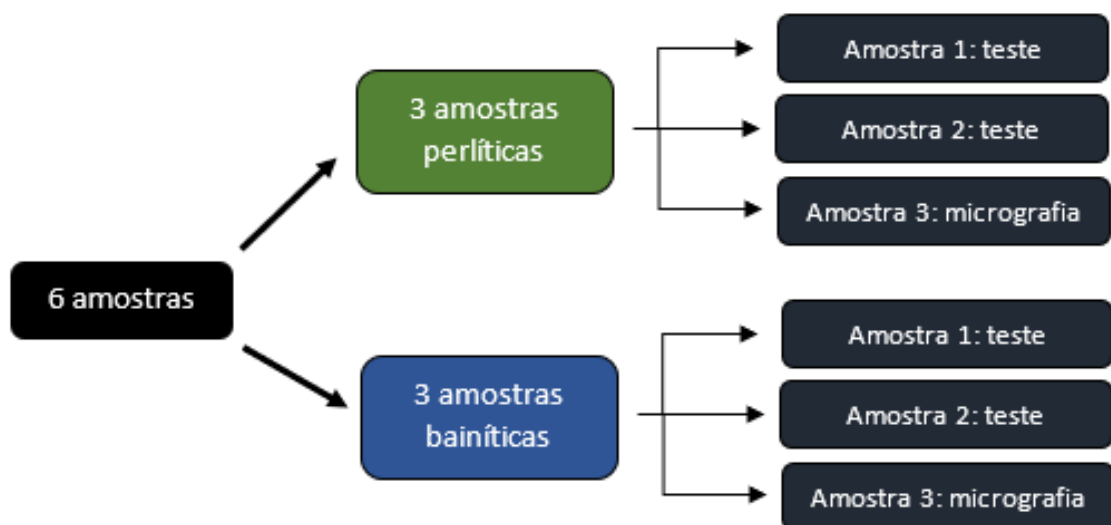 6 amostras
3 amostras
perlíticas
Amostra 1: teste
Amostra 2: teste
Amostra 3: micrografia
3 amostras
bainíticas
Amostra 1: teste
Amostra 2: teste
Amostra 3: micrografia